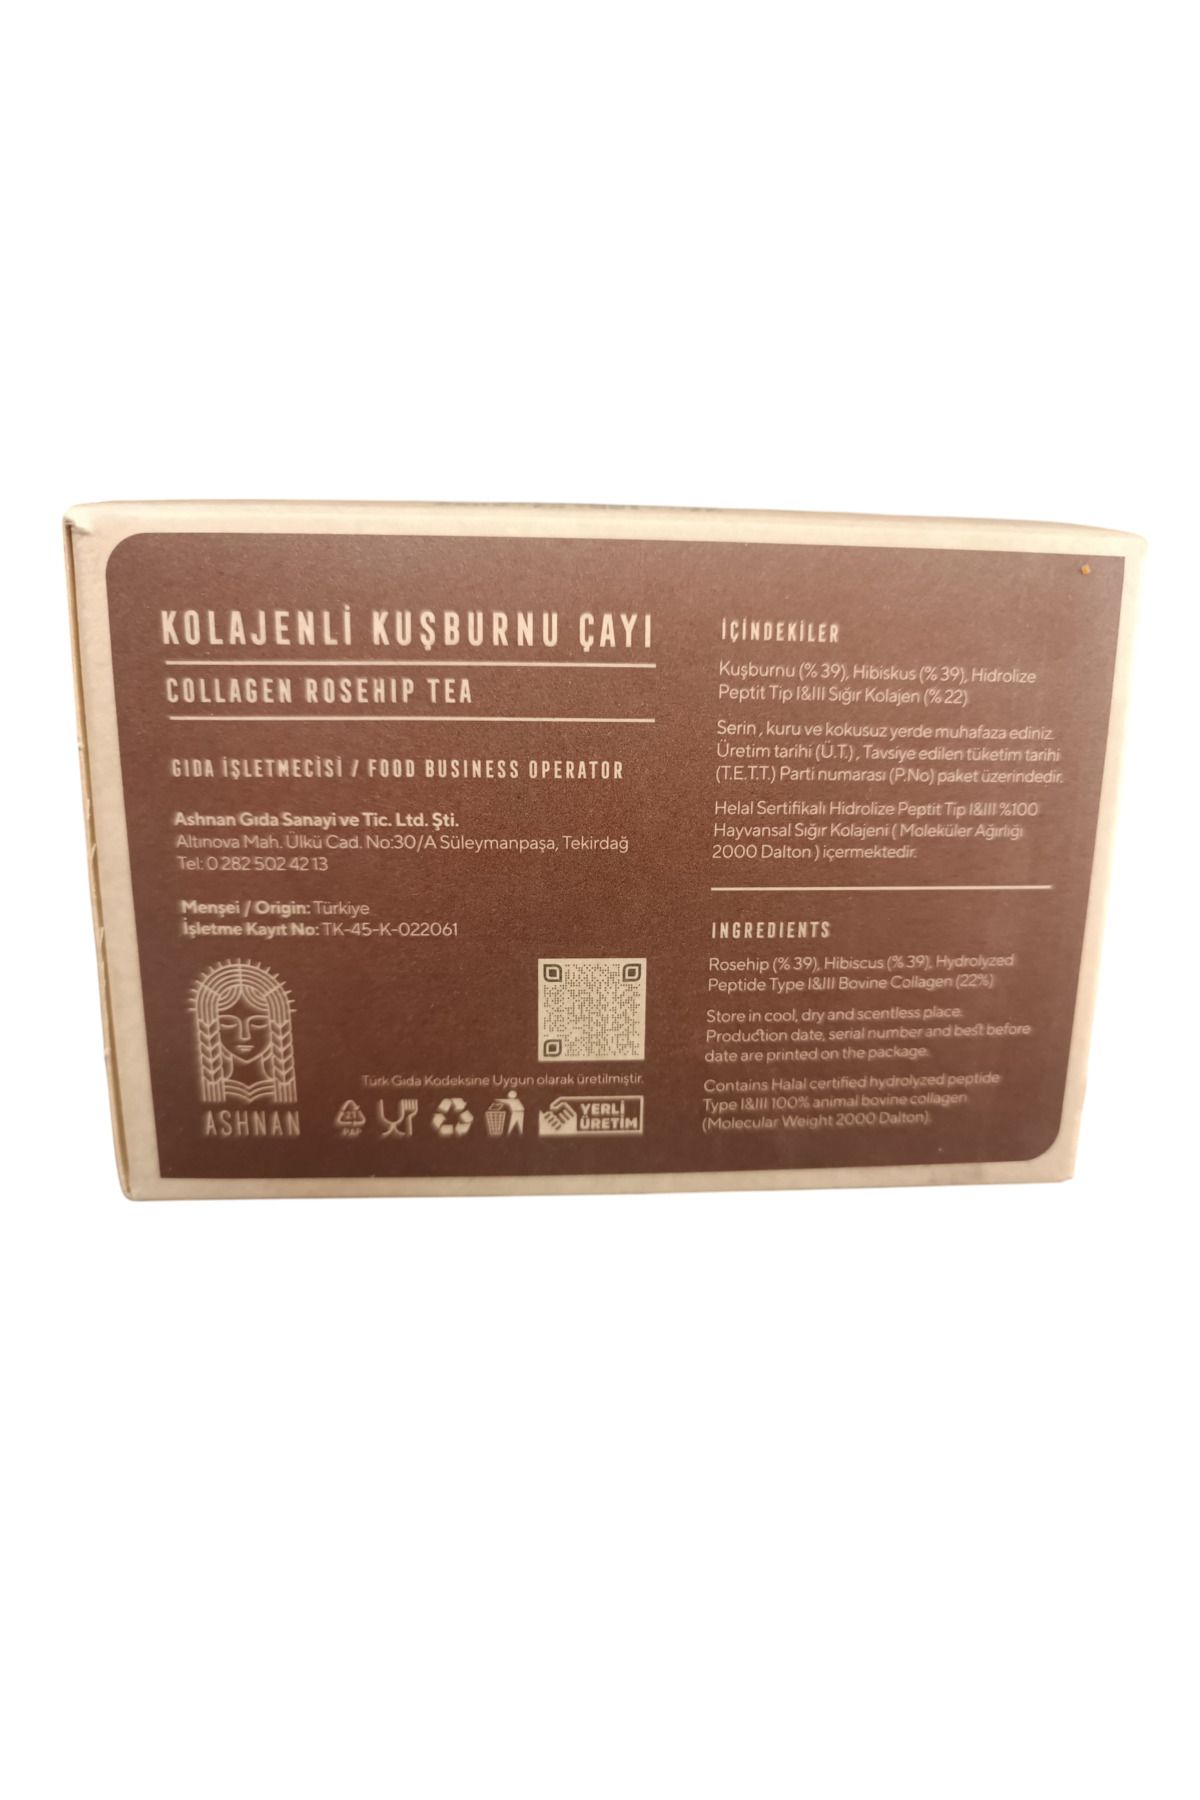 KOLAJENLİ KUŞBURNU ÇAYI
COLLAGEN ROSEHIP TEA
GIDA İŞLETMECİSİ / FOOD BUSINESS OPERATOR
Ashnan Gıda Sanayi ve Tic. Ltd. Şti.
Altınova Mah. Ülkü Cad. No:30/A Süleymanpaşa, Tekirdağ
Tel: 0 282 502 42 13
Menşei / Origin: Türkiye
İşletme Kayıt No: TK-45-K-022061
Türk Gıda Kodeksine Uygun olarak üretilmiştir.
ASHNAN
21
PAP
YERLİ
ÜRETİM
İÇİNDEKİLER
Kuşburnu (% 39), Hibiskus (% 39), Hidrolize
Peptit Tip I&III Sığır Kolajen (% 22)
Serin , kuru ve kokusuz yerde muhafaza ediniz.
Üretim tarihi (Ü.T.) , Tavsiye edilen tüketim tarihi
(T.E.T.T.) Parti numarası (P.No) paket üzerindedir.
Helal Sertifikalı Hidrolize Peptit Tip I&III %100
Hayvansal Sığır Kolajeni ( Moleküler Ağırlığı
2000 Dalton ) içermektedir.
INGREDIENTS
Rosehip (% 39), Hibiscus (% 39), Hydrolyzed
Peptide Type I&III Bovine Collagen (22%)
Store in cool, dry and scentless place.
Production date, serial number and best before
date are printed on the package.
Contains Halal certified hydrolyzed peptide
Type I&III 100% animal bovine collagen
(Molecular Weight 2000 Dalton).